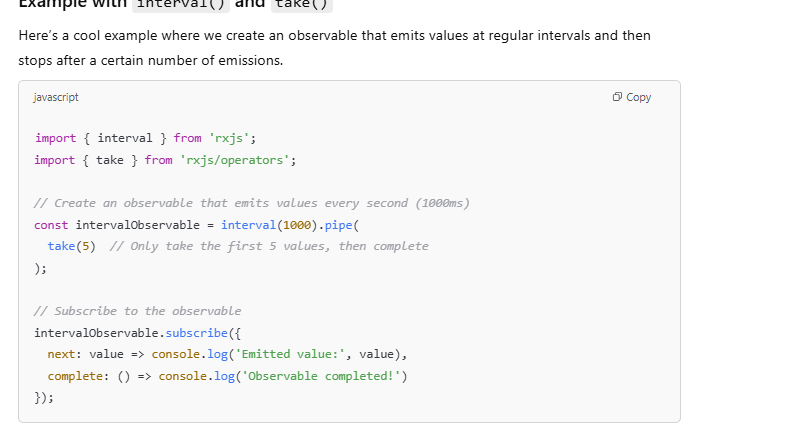 Example with interval() and take()
Here's a cool example where we create an observable that emits values at regular intervals and then
stops after a certain number of emissions.
javascript
Copy
import { interval } from 'rxjs';
import { take } from 'rxjs/operators';
// Create an observable that emits values every second (1000ms)
const intervalObservable = interval(1000).pipe(
  take(5)  // Only take the first 5 values, then complete
);
// Subscribe to the observable
intervalObservable.subscribe({
  next: value => console.log('Emitted value:', value),
  complete: () => console.log('Observable completed!')
});